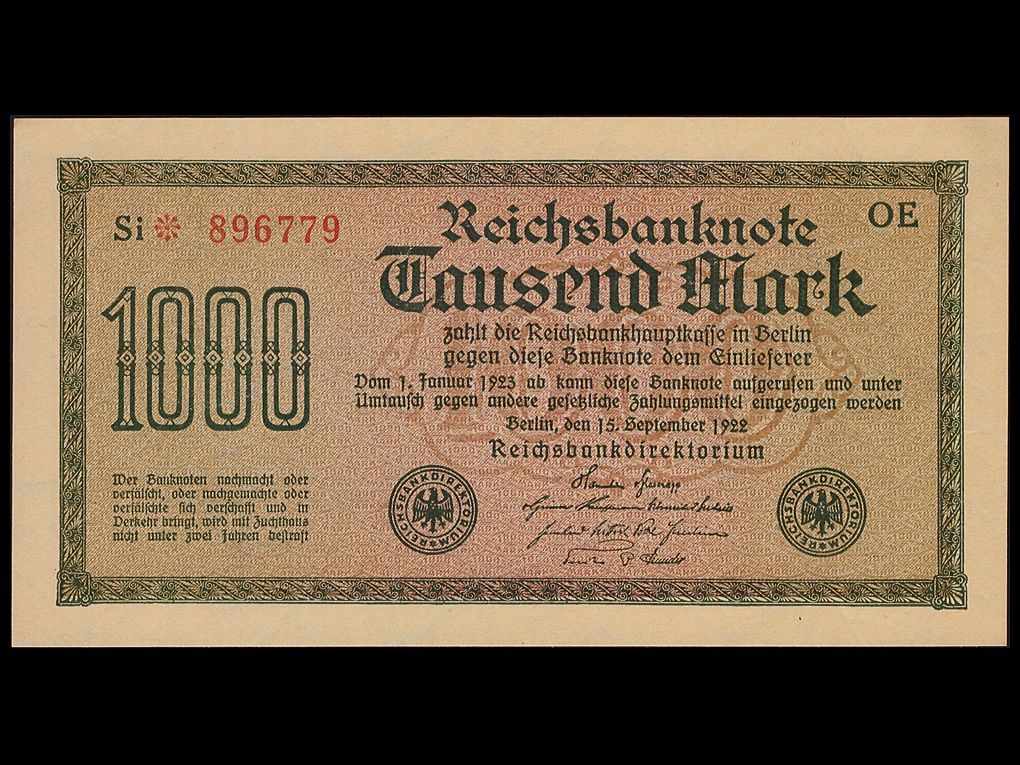 Si * 896779
OE
Reichsbanknote
Tausend Mark
zahlt die Reichsbankhauptkasse in Berlin
gegen diese Banknote dem Einlieferer
Vom 1. Januar 1923 ab kann diese Banknote aufgerufen und unter
Umtausch gegen andere gesetzliche Zahlungsmittel eingezogen werden
Berlin, den 15. September 1922
Reichsbankdirektorium
1000
Wer Banknoten nachmacht oder
verfälscht, oder nachgemachte oder
verfälschte sich verschafft und in
Verkehr bringt, wird mit Zuchthaus
nicht unter zwei Jahren bestraft
REICHSBANKDIREKTORIUM
REICHSBANKDIREKTORIUM